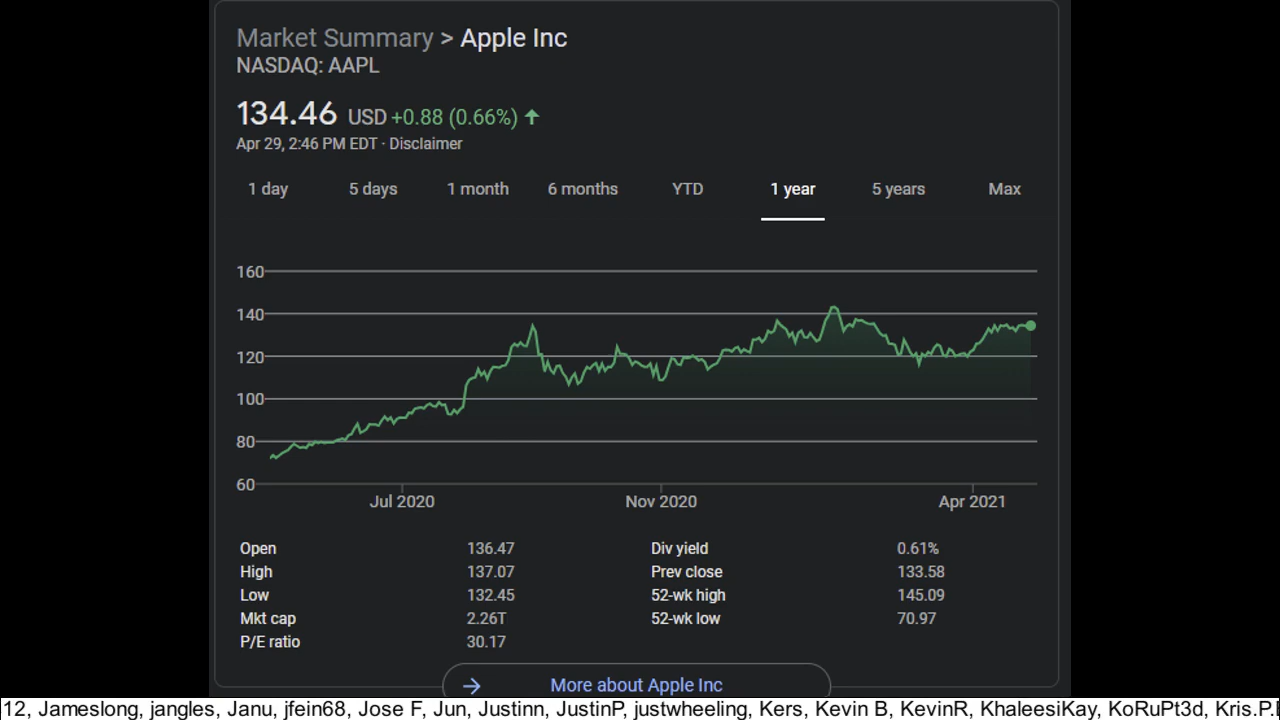 Market Summary > Apple Inc
NASDAQ: AAPL
134.46 USD +0.88 (0.66%) ↑
Apr 29, 2:46 PM EDT · Disclaimer
1 day 5 days 1 month 6 months YTD 1 year 5 years Max
160
140
120
100
80
60
Jul 2020 Nov 2020 Apr 2021
Open 136.47 Div yield 0.61%
High 137.07 Prev close 133.58
Low 132.45 52-wk high 145.09
Mkt cap 2.26T 52-wk low 70.97
P/E ratio 30.17
→ More about Apple Inc
12, Jameslong, jangles, Janu, jfein68, Jose F, Jun, Justinn, JustinP, justwheeling, Kers, Kevin B, KevinR, KhaleesiKay, KoRuPt3d, Kris.P.